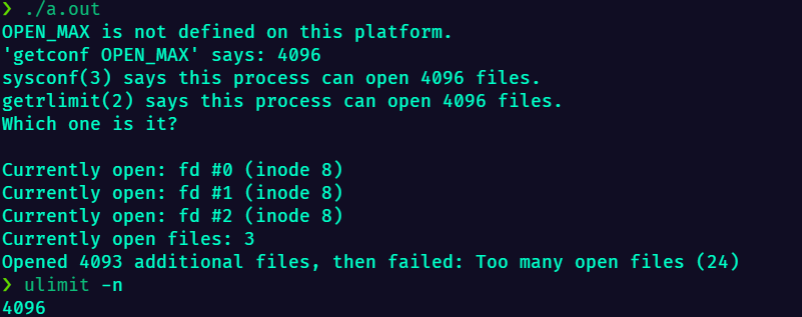 ❯ ./a.out
OPEN_MAX is not defined on this platform.
'getconf OPEN_MAX' says: 4096
sysconf(3) says this process can open 4096 files.
getrlimit(2) says this process can open 4096 files.
Which one is it?

Currently open: fd #0 (inode 8)
Currently open: fd #1 (inode 8)
Currently open: fd #2 (inode 8)
Currently open files: 3
Opened 4093 additional files, then failed: Too many open files (24)
❯ ulimit -n
4096